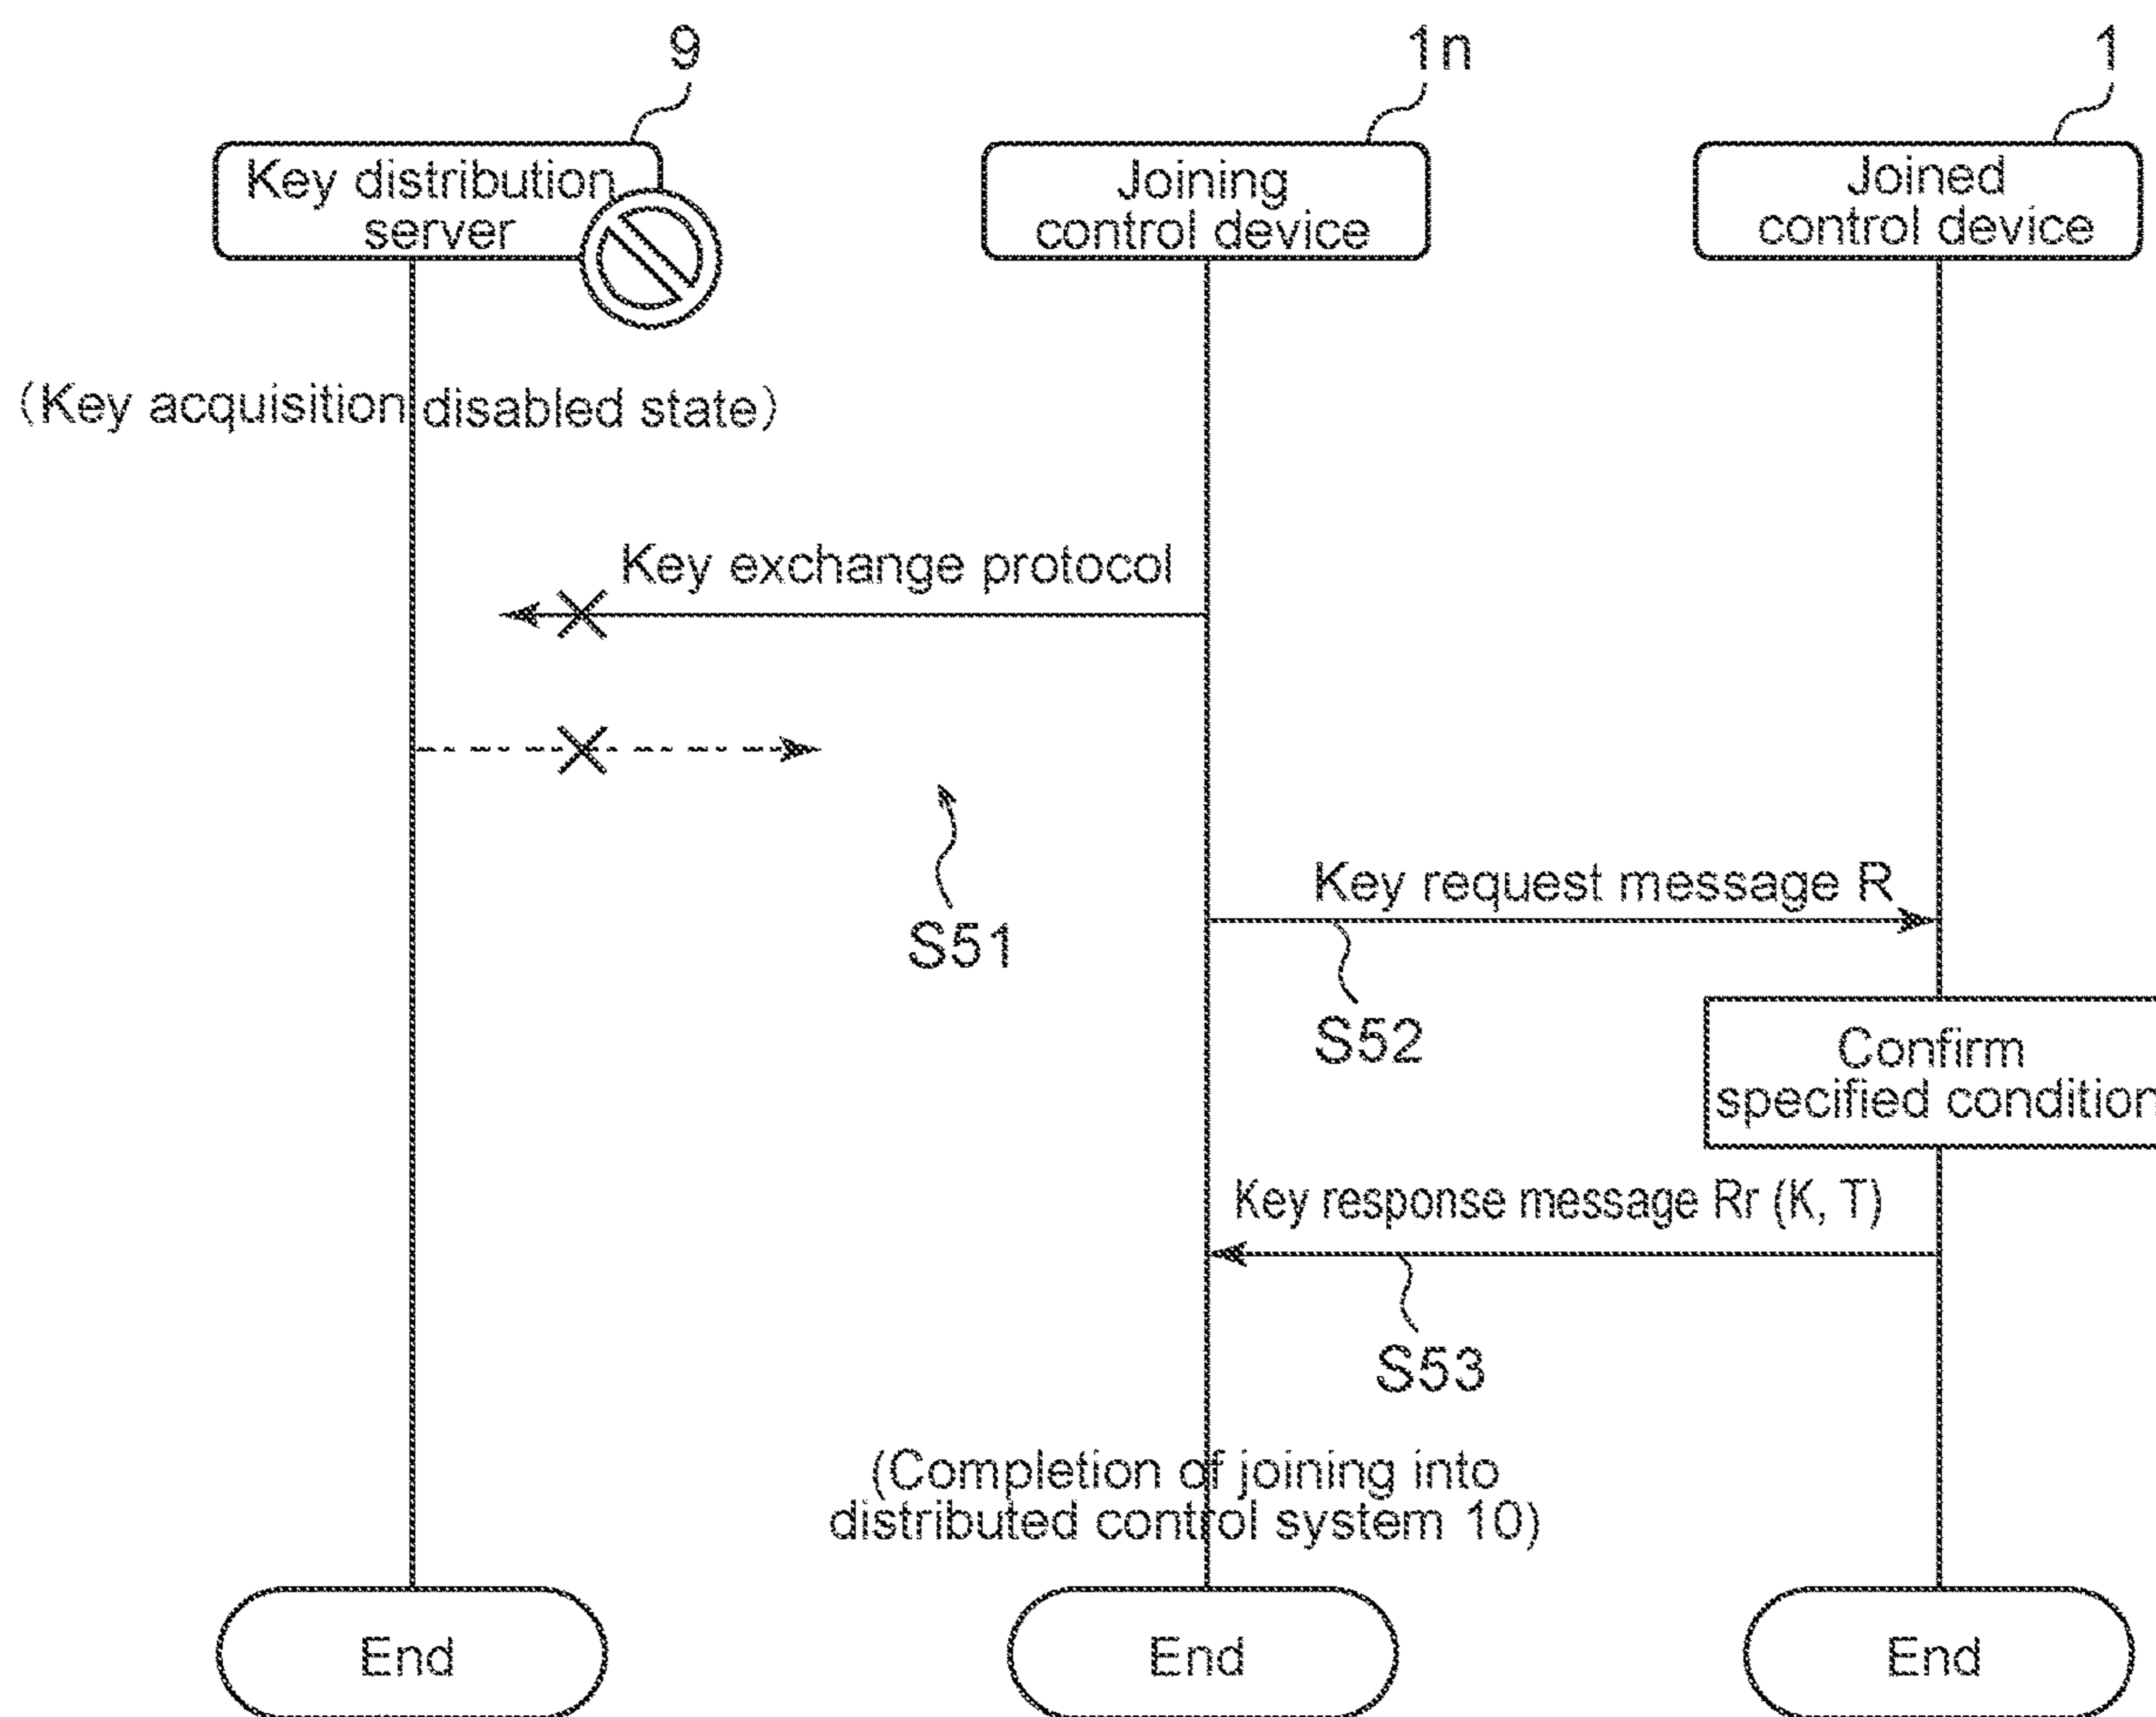 9
1n
1
Key distribution
server
Joining
control device
Joined
control device
(Key acquisition disabled state)
Key exchange protocol
Key request message R
S51
S52
Confirm
specified condition
Key response message Rr (K, T)
S53
(Completion of joining into
distributed control system 10)
End
End
End